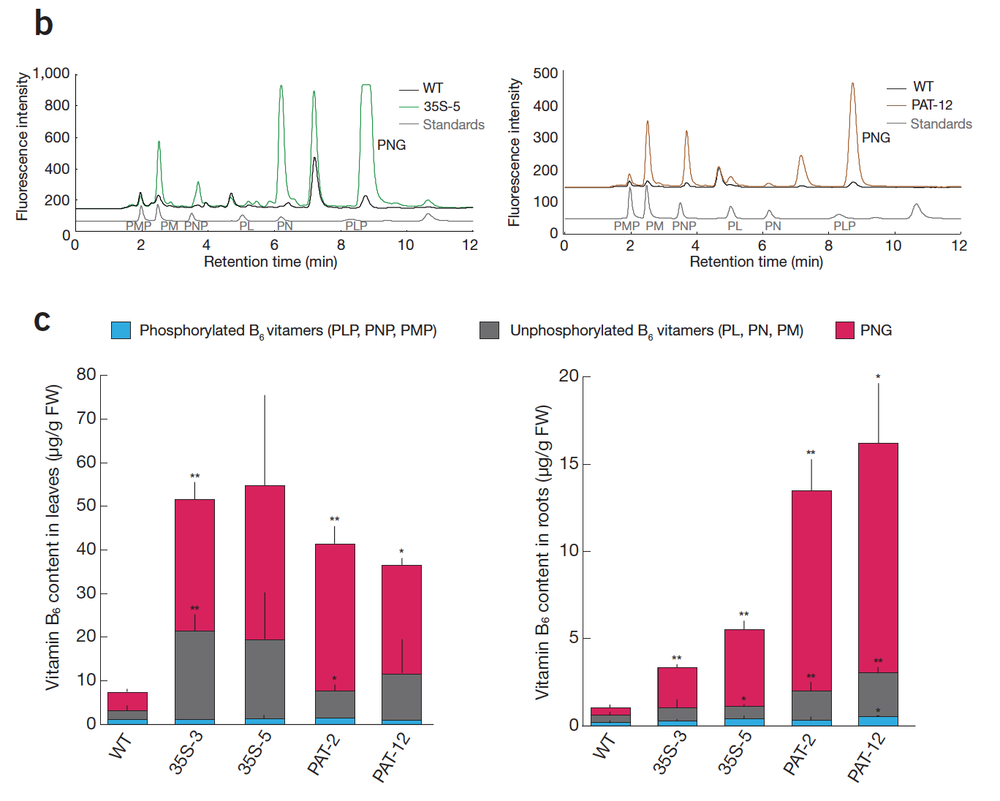 b
Fluorescence intensity
1,000
800
600
400
200
0
WT
35S-5
Standards
PNG
PMP PM PNP PL PN PLP
0 2 4 6 8 10 12
Retention time (min)
Fluorescence intensity
500
400
300
200
100
0
WT
PAT-12
Standards
PNG
PMP PM PNP PL PN PLP
0 2 4 6 8 10 12
Retention time (min)
c
Phosphorylated B6 vitamers (PLP, PNP, PMP)
Unphosphorylated B6 vitamers (PL, PN, PM)
PNG
Vitamin B6 content in leaves (µg/g FW)
80
70
60
50
40
30
20
10
0
**
**
**
*
*
WT 35S-3 35S-5 PAT-2 PAT-12
Vitamin B6 content in roots (µg/g FW)
20
15
10
5
0
*
**
**
**
**
**
*
*
WT 35S-3 35S-5 PAT-2 PAT-12